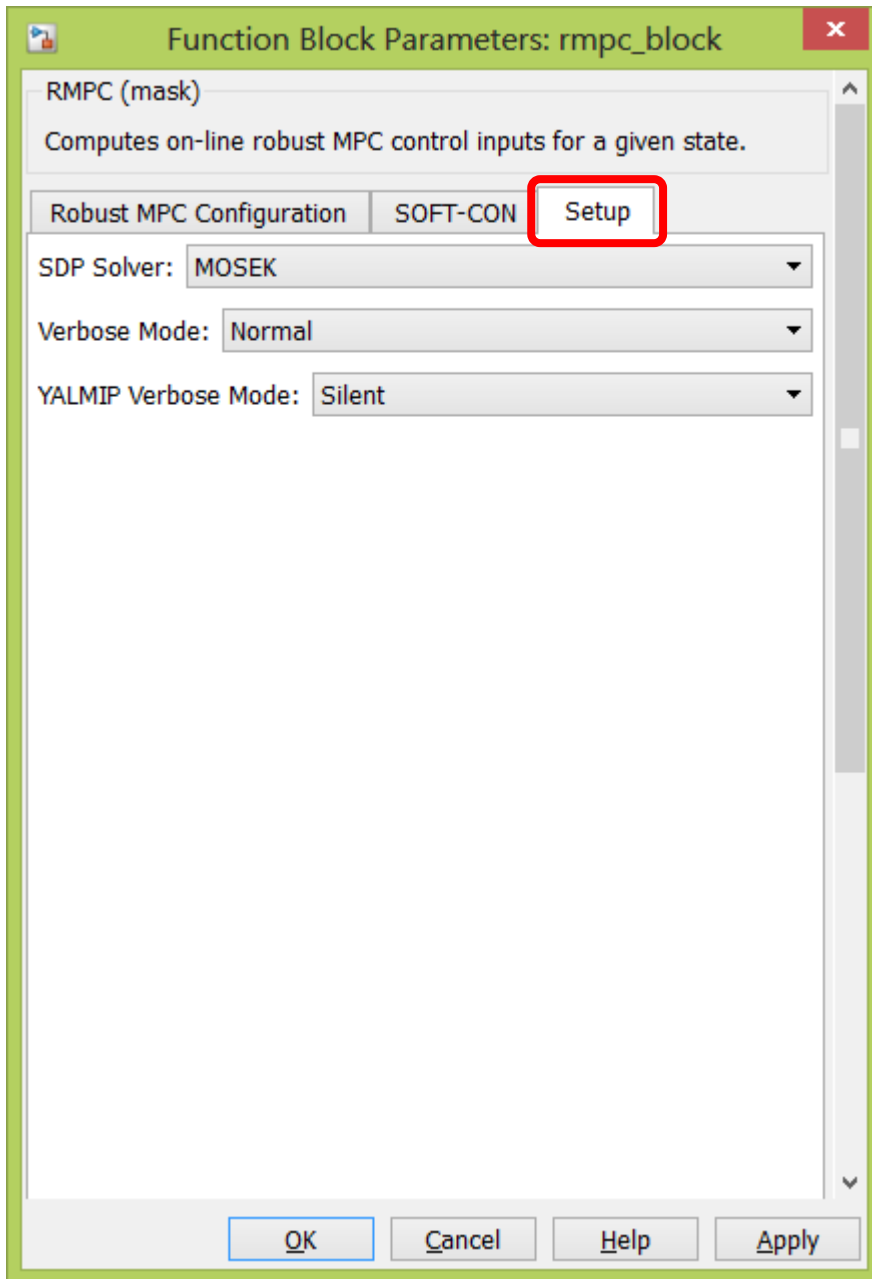 Function Block Parameters: rmpc_block
x
RMPC (mask)
Computes on-line robust MPC control inputs for a given state.
Robust MPC Configuration SOFT-CON Setup
SDP Solver: MOSEK
Verbose Mode: Normal
YALMIP Verbose Mode: Silent
OK Cancel Help Apply